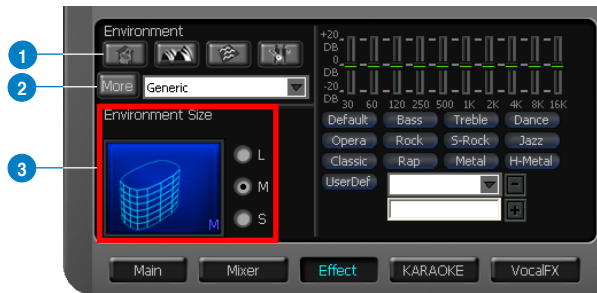 Environment
1
2
More Generic
Environment Size
3
L
M
S
M
+20
DB
0
DB
-20
DB 30 60 120 250 500 1K 2K 4K 8K 16K
Default Bass Treble Dance
Opera Rock S-Rock Jazz
Classic Rap Metal H-Metal
UserDef
Main Mixer Effect KARAOKE VocalFX